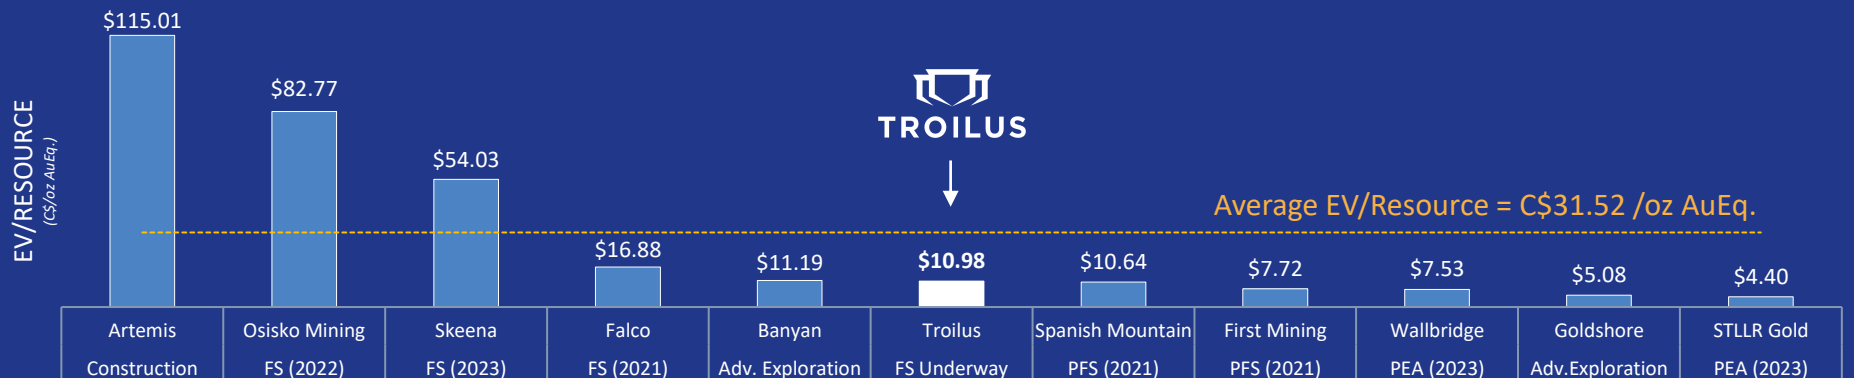 $115.01
$82.77
$54.03
$16.88
$11.19
$10.98
$10.64
$7.72
$7.53
$5.08
$4.40
EV/RESOURCE
(C$/oz AuEq.)
TROILUS
Average EV/Resource = C$31.52 /oz AuEq.
Artemis Osisko Mining Skeena Falco Banyan Troilus Spanish Mountain First Mining Wallbridge Goldshore STLLR Gold
Construction FS (2022) FS (2023) FS (2021) Adv. Exploration FS Underway PFS (2021) PFS (2021) PEA (2023) Adv.Exploration PEA (2023)